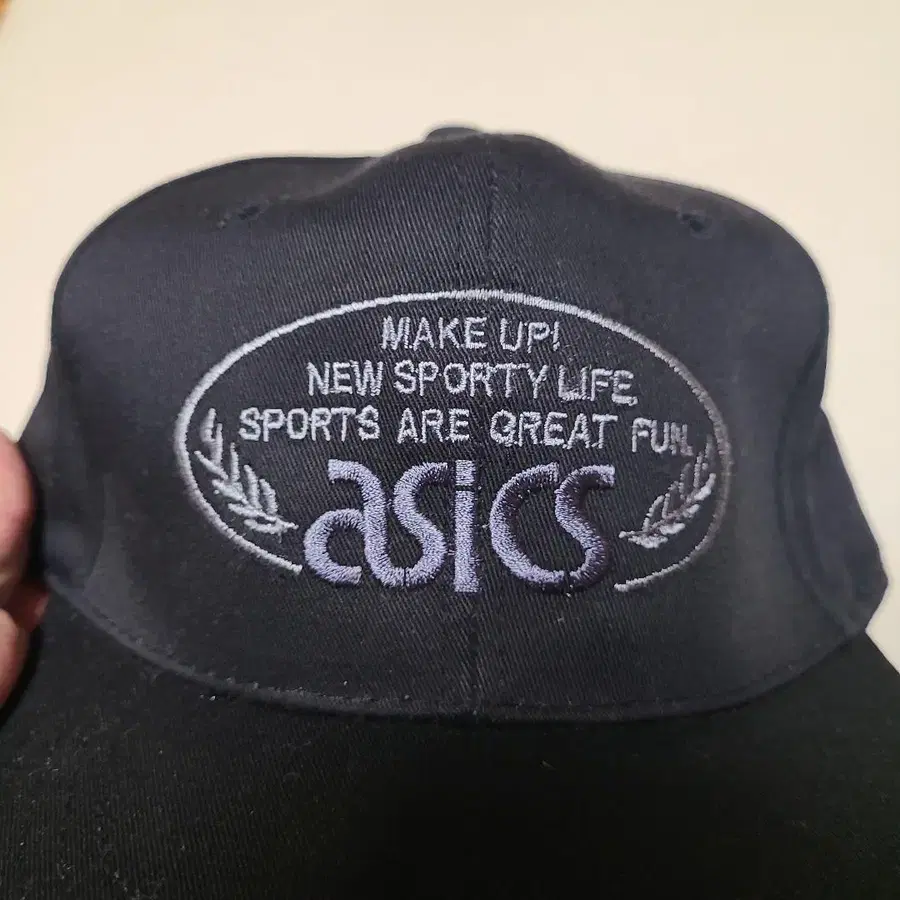 MAKE UP!
NEW SPORTY LIFE.
SPORTS ARE GREAT FUN.
asics